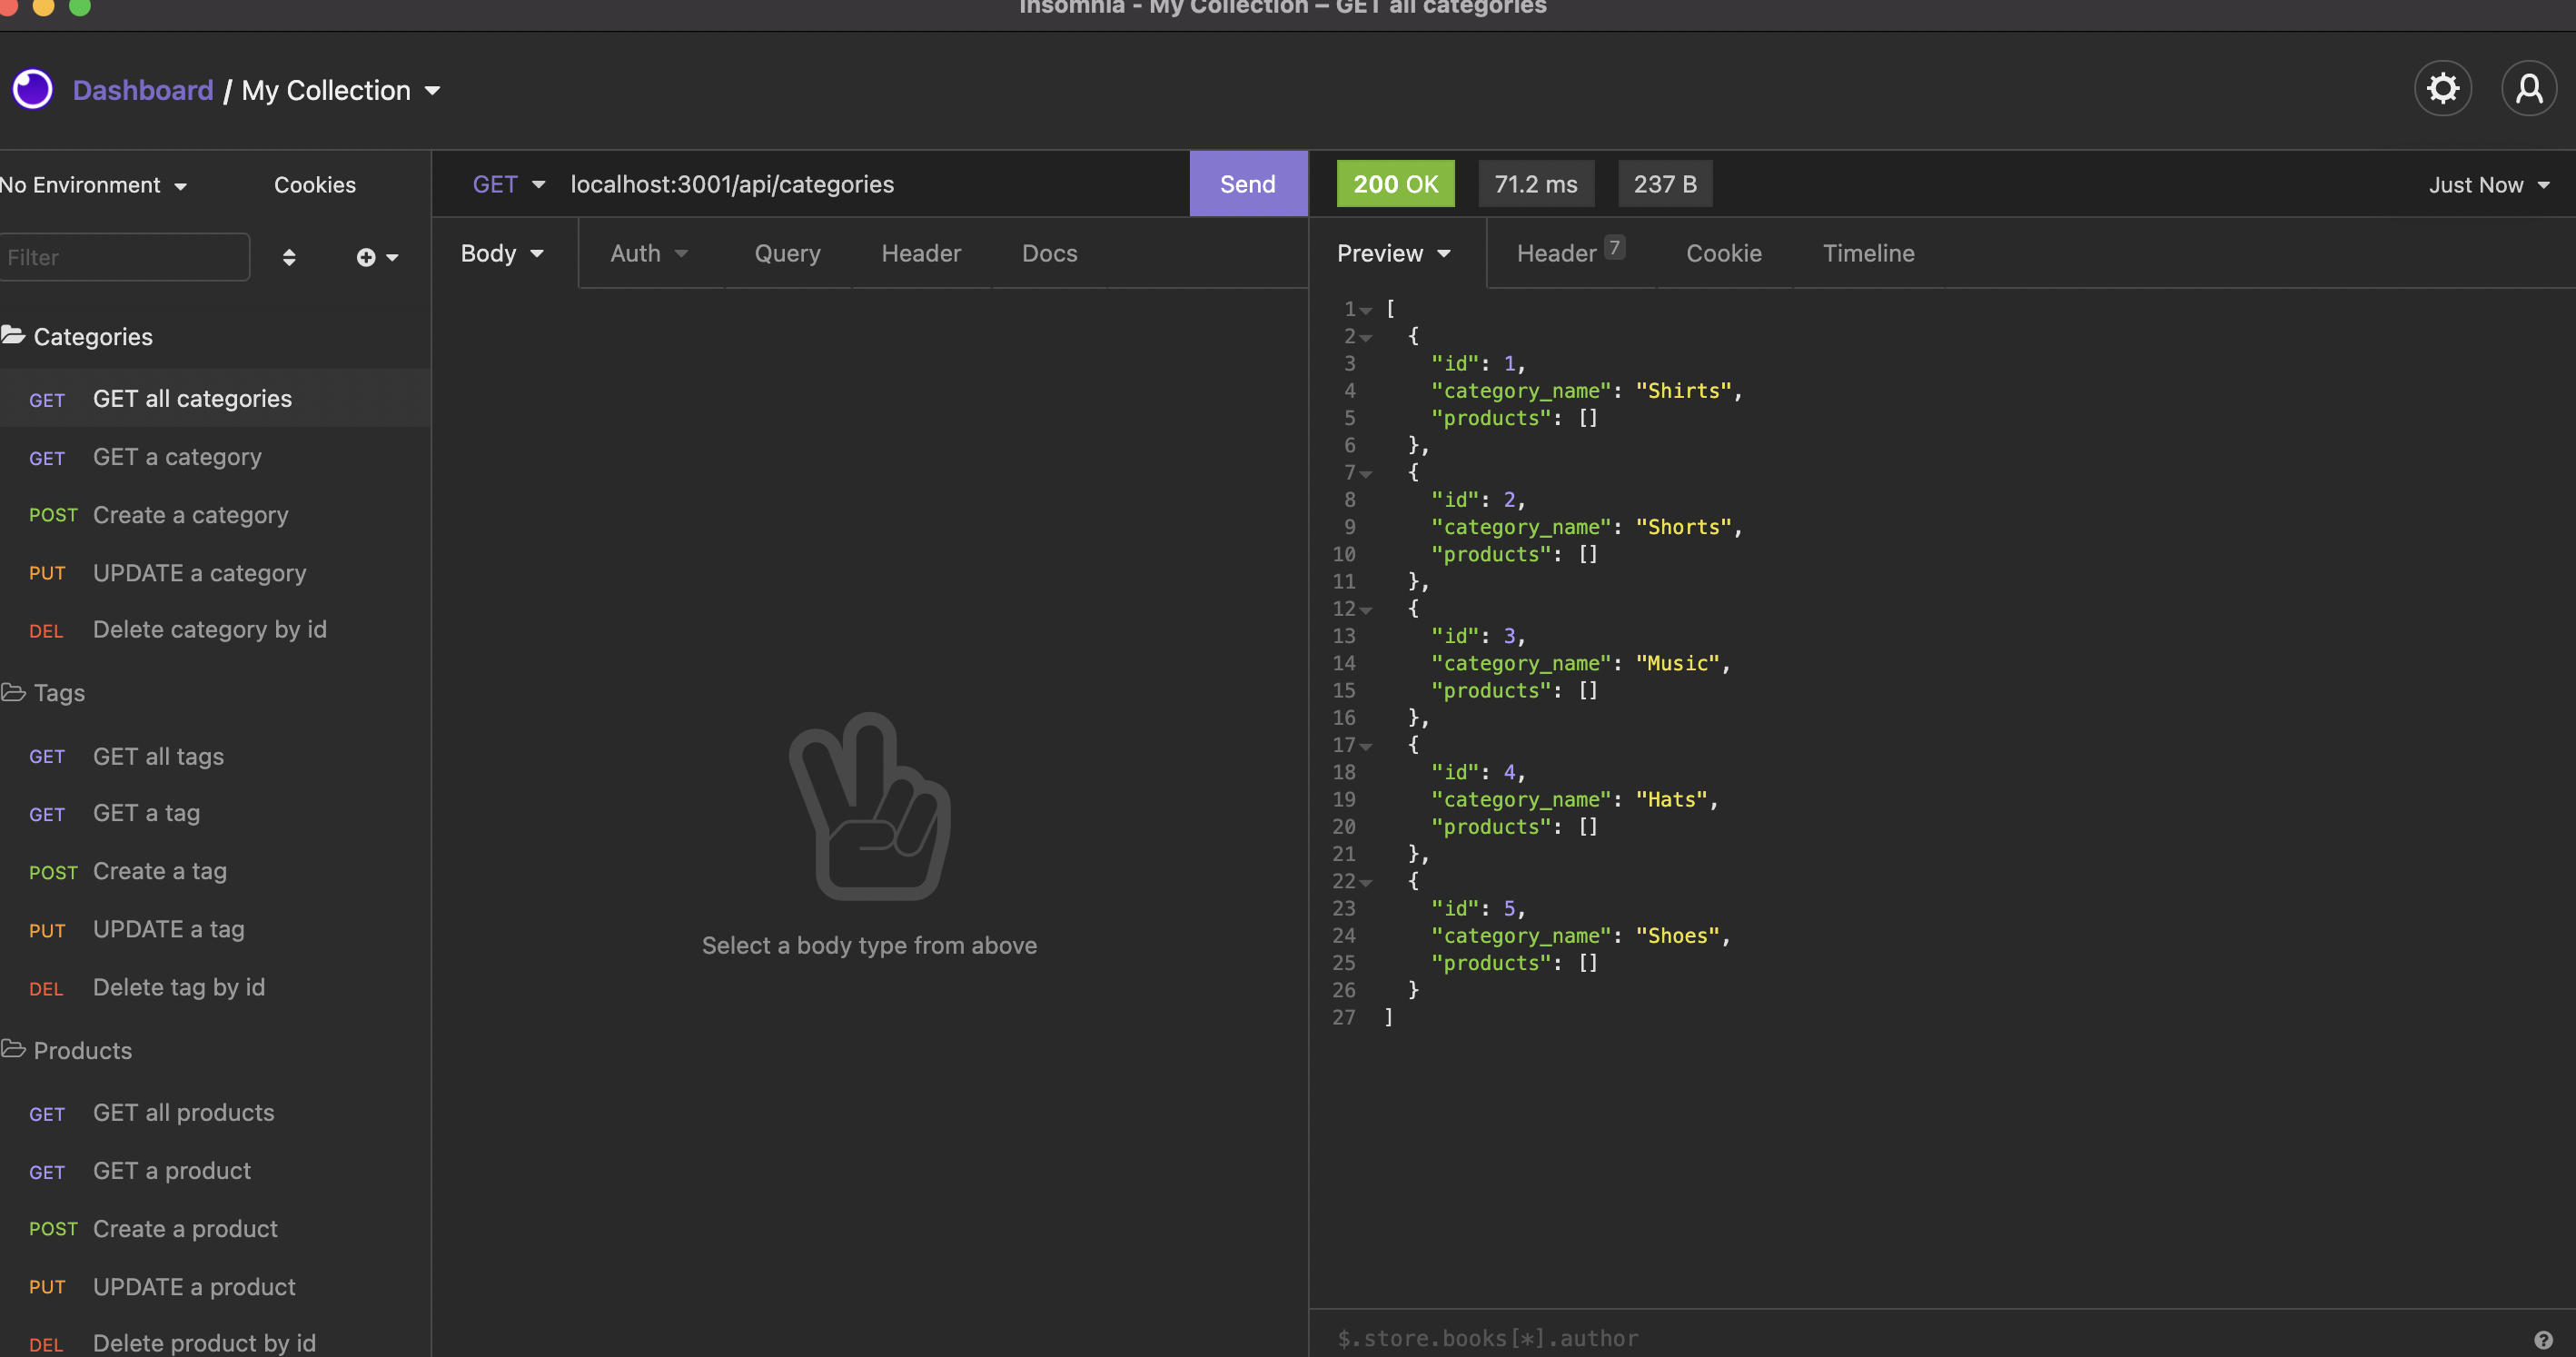 Insomnia - My Collection – GET all categories
Dashboard / My Collection
No Environment
Cookies
Filter
Categories
GET GET all categories
GET GET a category
POST Create a category
PUT UPDATE a category
DEL Delete category by id
Tags
GET GET all tags
GET GET a tag
POST Create a tag
PUT UPDATE a tag
DEL Delete tag by id
Products
GET GET all products
GET GET a product
POST Create a product
PUT UPDATE a product
DEL Delete product by id
GET localhost:3001/api/categories Send
Body Auth Query Header Docs
Select a body type from above
200 OK 71.2 ms 237 B Just Now
Preview Header 7 Cookie Timeline
1 [
2 {
3 "id": 1,
4 "category_name": "Shirts",
5 "products": []
6 },
7 {
8 "id": 2,
9 "category_name": "Shorts",
10 "products": []
11 },
12 {
13 "id": 3,
14 "category_name": "Music",
15 "products": []
16 },
17 {
18 "id": 4,
19 "category_name": "Hats",
20 "products": []
21 },
22 {
23 "id": 5,
24 "category_name": "Shoes",
25 "products": []
26 }
27 ]
$.store.books[*].author
?